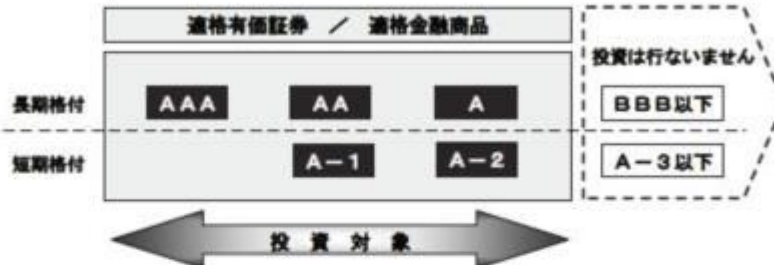 適格有価証券 / 適格金融商品
投資は行ないません
長期格付 AAA AA A BBB以下
短期格付 A-1 A-2 A-3以下
投資対象